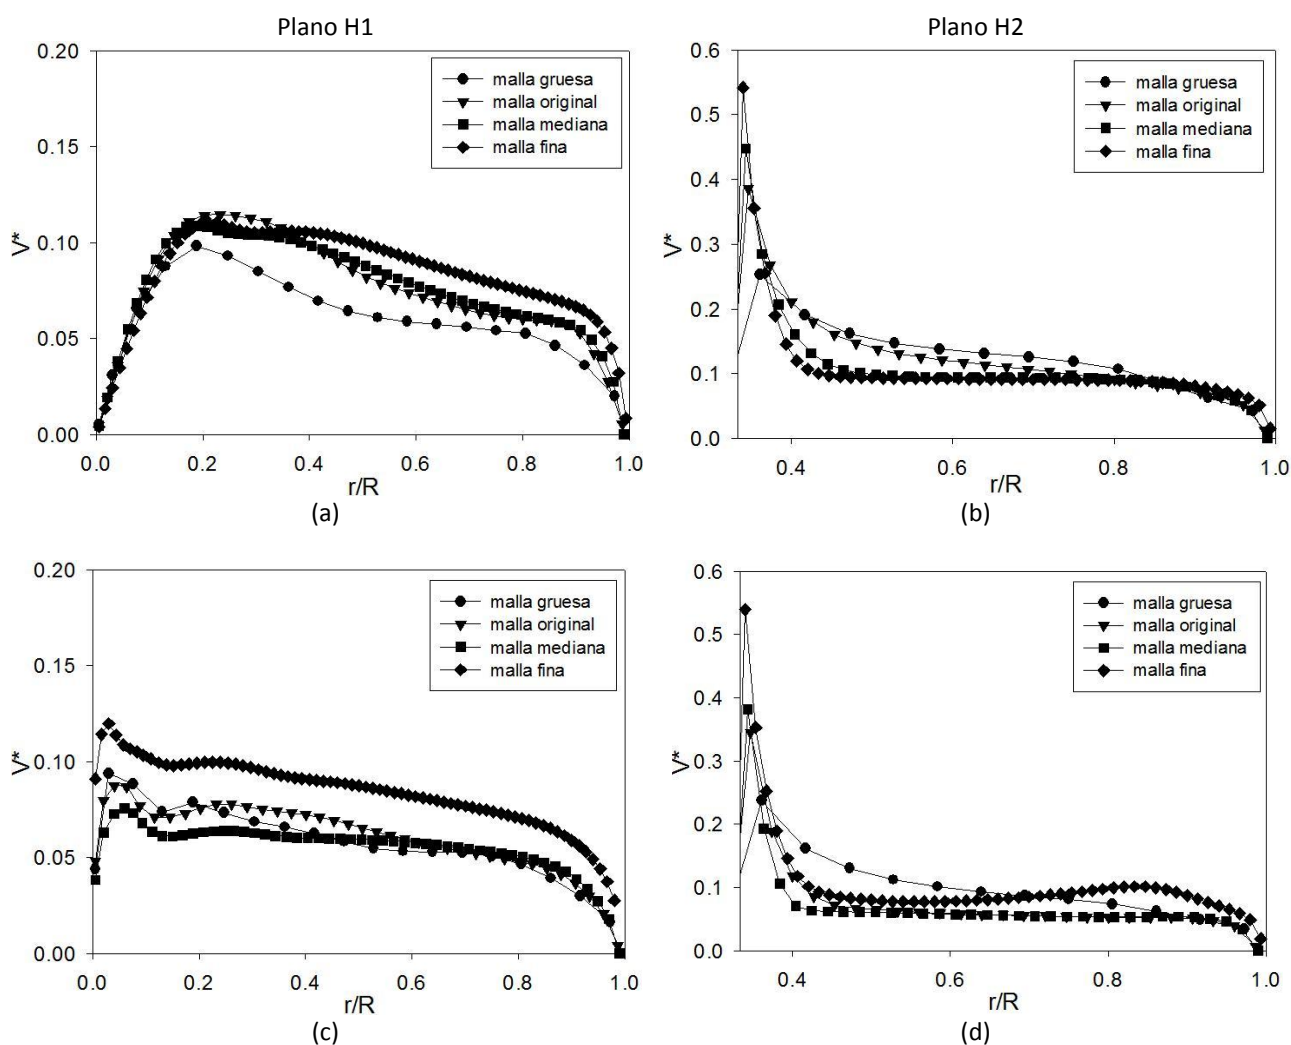 Plano H1
Plano H2
0.20
0.15
0.10
0.05
0.00
V*
malla gruesa
malla original
malla mediana
malla fina
0.0 0.2 0.4 0.6 0.8 1.0
r/R
(a)
0.6
0.5
0.4
0.3
0.2
0.1
0.0
V*
malla gruesa
malla original
malla mediana
malla fina
0.4 0.6 0.8 1.0
r/R
(b)
0.20
0.15
0.10
0.05
0.00
V*
malla gruesa
malla original
malla mediana
malla fina
0.0 0.2 0.4 0.6 0.8 1.0
r/R
(c)
0.6
0.5
0.4
0.3
0.2
0.1
0.0
V*
malla gruesa
malla original
malla mediana
malla fina
0.4 0.6 0.8 1.0
r/R
(d)